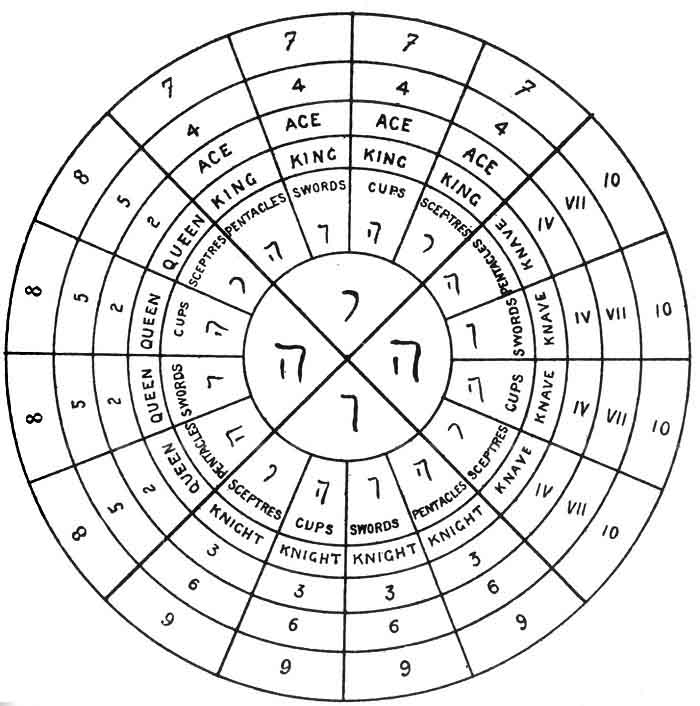 7 7 7 7
4 4 4 4
ACE ACE ACE ACE
KING KING KING KING
PENTACLES SWORDS CUPS SCEPTRES
ה ו ה י
10 10 10 10
VII VII VII VII
IV IV IV IV
KNAVE KNAVE KNAVE KNAVE
PENTACLES SWORDS CUPS SCEPTRES
ה ו ה י
8 8 8 8
5 5 5 5
2 2 2 2
QUEEN QUEEN QUEEN QUEEN
SCEPTRES CUPS SWORDS PENTACLES
י ה ו ה
י
ה ה
ו
י ה ו ה
SCEPTRES CUPS SWORDS PENTACLES
KNIGHT KNIGHT KNIGHT KNIGHT
3 3 3 3
6 6 6 6
9 9 9 9